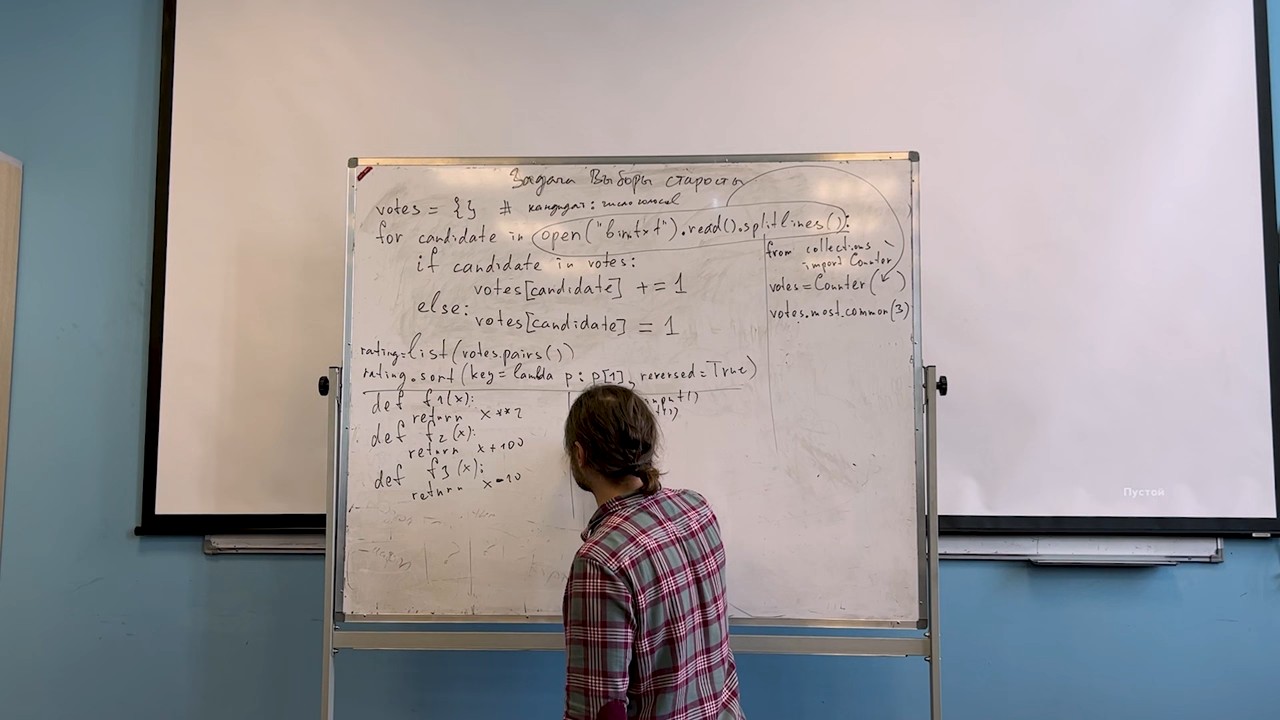 Задача Выборы старосты
votes = {} # кандидат: число голосов
for candidate in open("bim.txt").read().splitlines():
if candidate in votes:
votes[candidate] += 1
else:
votes[candidate] = 1
rating=list(votes.pairs())
rating.sort(key=lambda p: p[1], reversed=True)
from collections
import Counter
votes=Counter( )
votes.most_common(3)
def f1(x):
return x**2
def f2(x):
return x+100
def f3(x):
return x-10
input()
Пустой